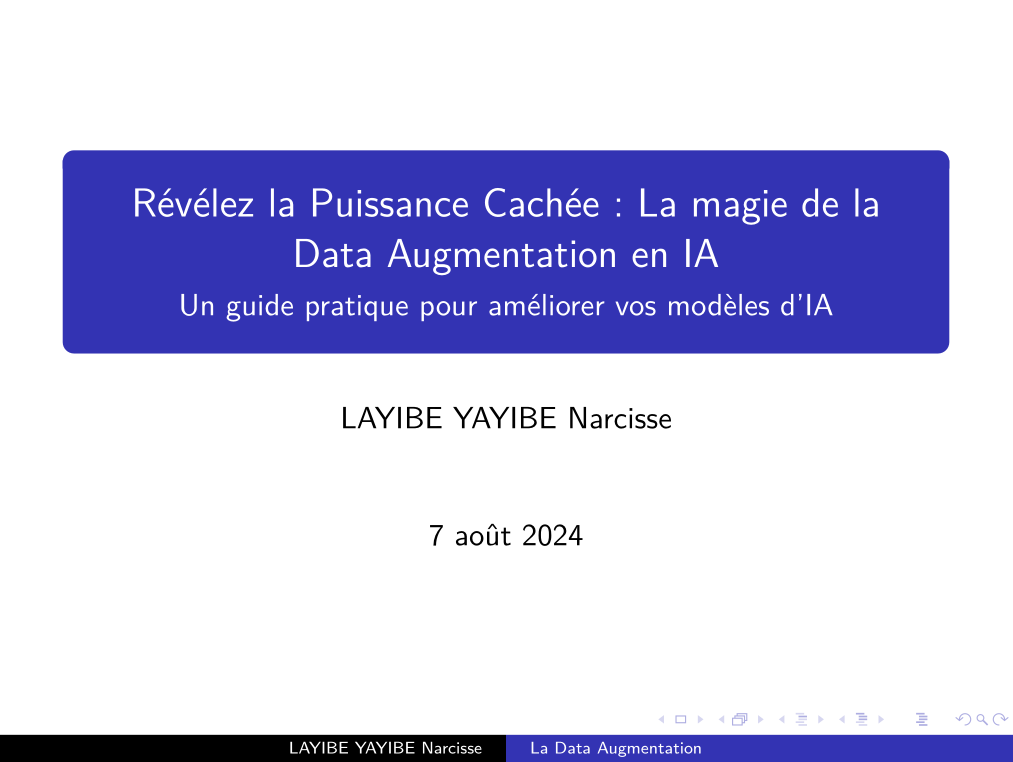 Révélez la Puissance Cachée : La magie de la
Data Augmentation en IA
Un guide pratique pour améliorer vos modèles d'IA
LAYIBE YAYIBE Narcisse
7 août 2024
LAYIBE YAYIBE Narcisse
La Data Augmentation